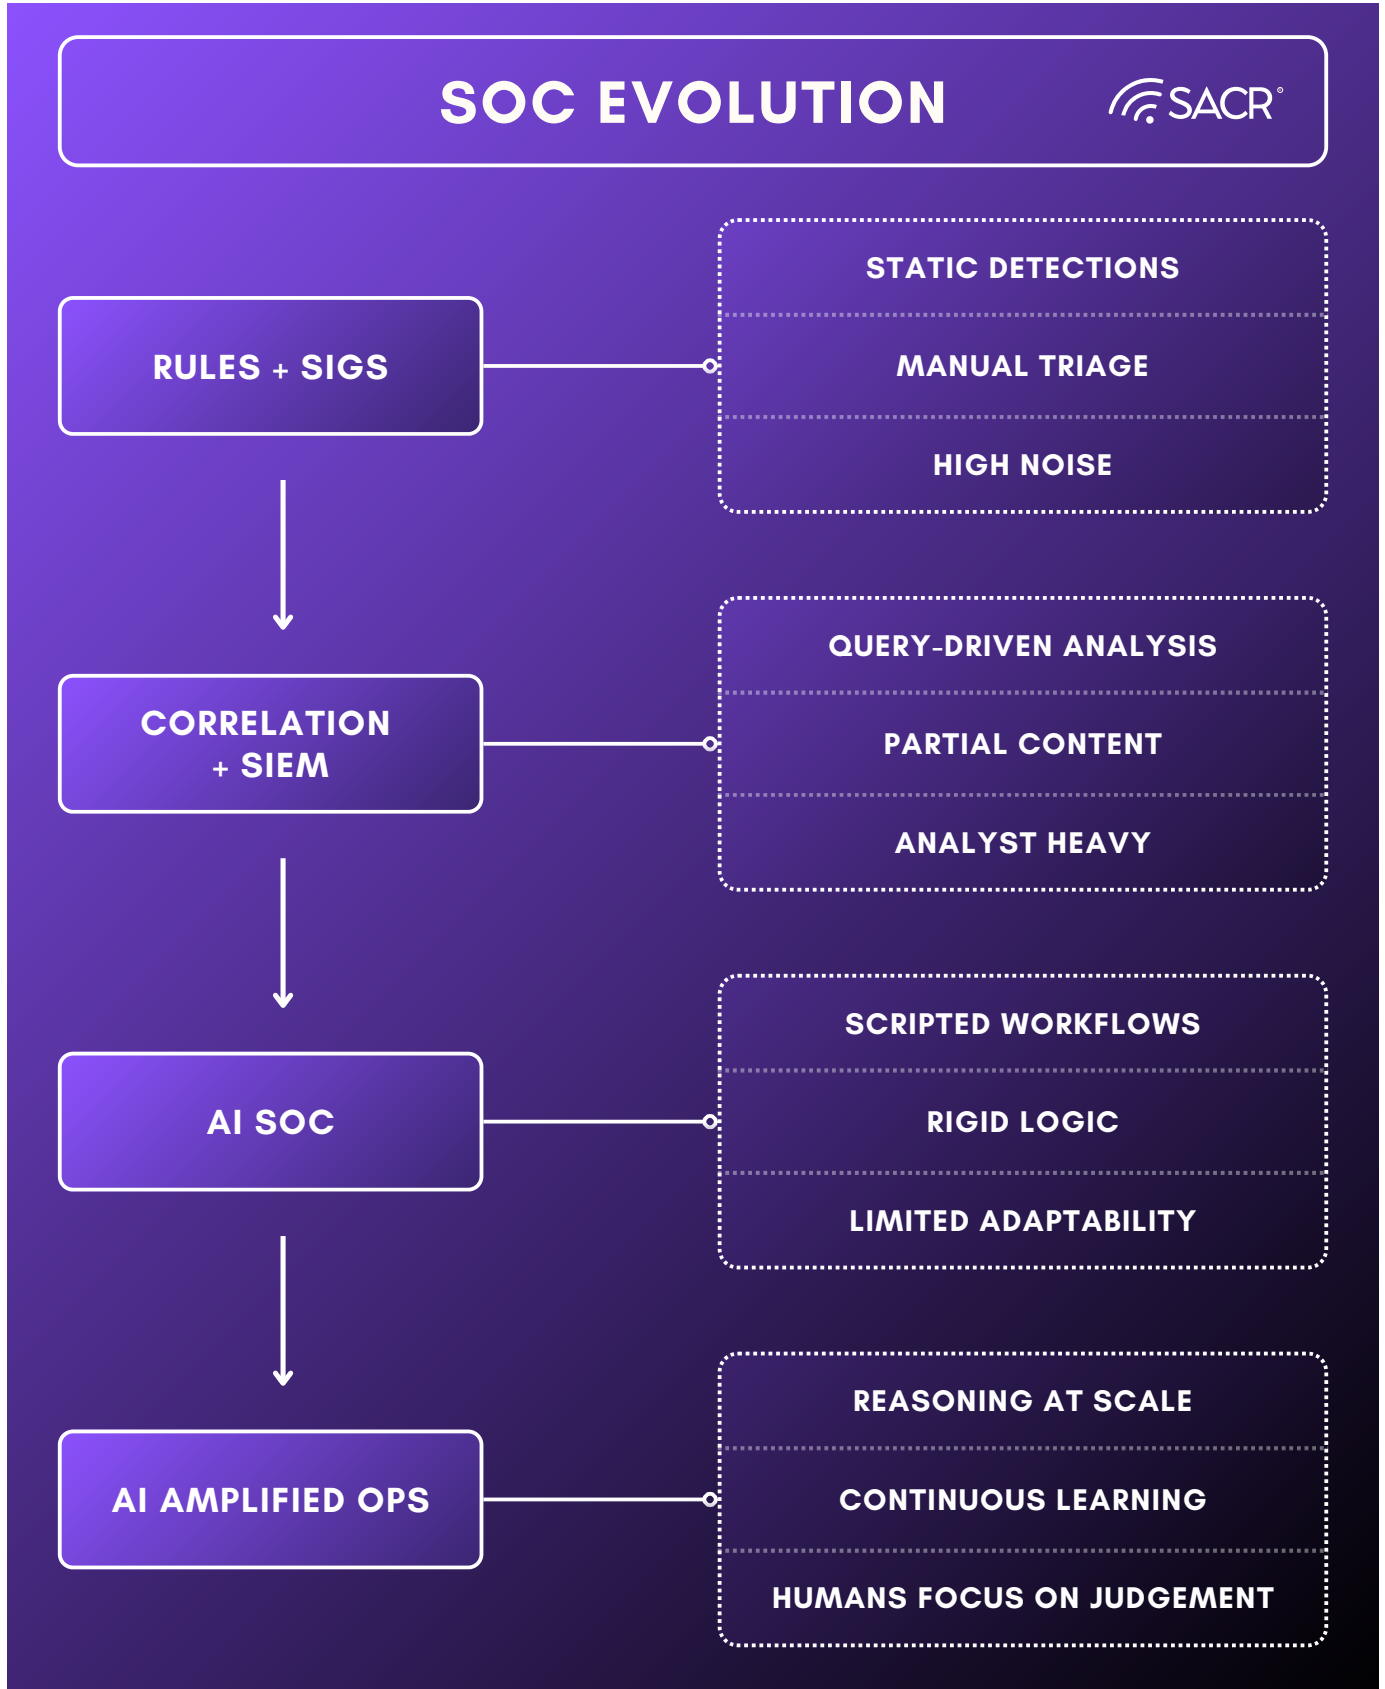 SOC EVOLUTION
SACR®
RULES + SIGS
STATIC DETECTIONS
MANUAL TRIAGE
HIGH NOISE
CORRELATION
+ SIEM
QUERY-DRIVEN ANALYSIS
PARTIAL CONTENT
ANALYST HEAVY
AI SOC
SCRIPTED WORKFLOWS
RIGID LOGIC
LIMITED ADAPTABILITY
AI AMPLIFIED OPS
REASONING AT SCALE
CONTINUOUS LEARNING
HUMANS FOCUS ON JUDGEMENT